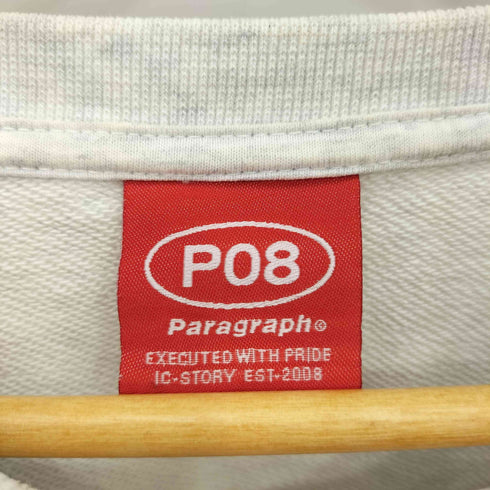 P08
Paragraph©
EXECUTED WITH PRIDE
IC-STORY EST-2008